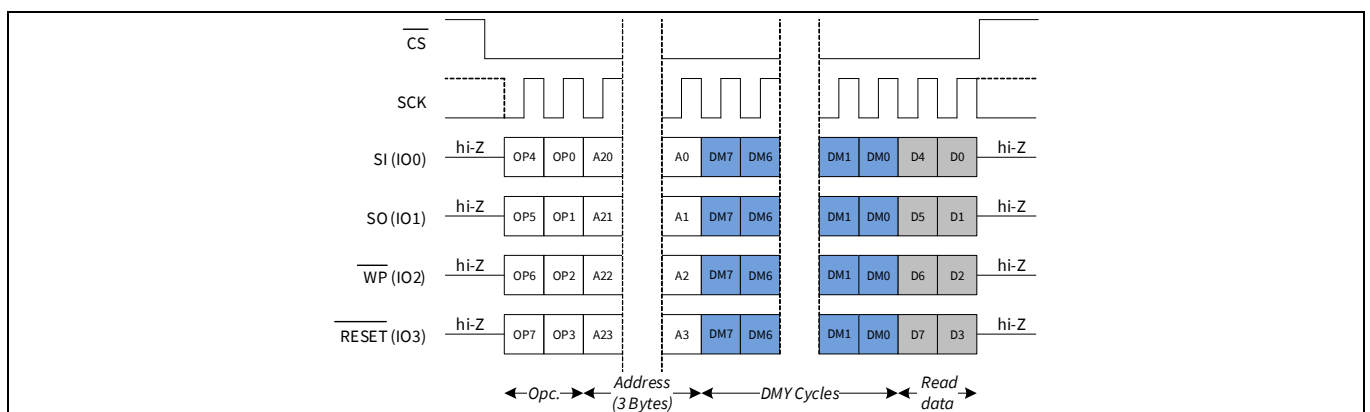 CS
SCK
SI (IO0) hi-Z OP4 OP0 A20 A0 DM7 DM6 DM1 DM0 D4 D0 hi-Z
SO (IO1) hi-Z OP5 OP1 A21 A1 DM7 DM6 DM1 DM0 D5 D1 hi-Z
WP (IO2) hi-Z OP6 OP2 A22 A2 DM7 DM6 DM1 DM0 D6 D2 hi-Z
RESET (IO3) hi-Z OP7 OP3 A23 A3 DM7 DM6 DM1 DM0 D7 D3 hi-Z
Opc. Address DMY Cycles Read
(3 Bytes) data